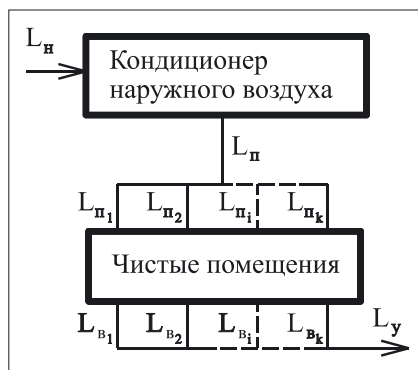 Lн
Кондиционер
наружного воздуха
Lп
Lп1 Lп2 Lпi Lпk
Чистые помещения
Lв1 Lв2 Lвi Lвk
Lу